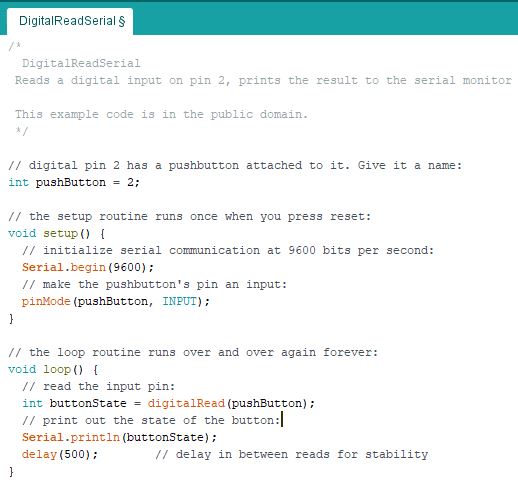 DigitalReadSerial §
/*
DigitalReadSerial
Reads a digital input on pin 2, prints the result to the serial monitor
This example code is in the public domain.
*/
// digital pin 2 has a pushbutton attached to it. Give it a name:
int pushButton = 2;
// the setup routine runs once when you press reset:
void setup() {
// initialize serial communication at 9600 bits per second:
Serial.begin(9600);
// make the pushbutton's pin an input:
pinMode(pushButton, INPUT);
}
// the loop routine runs over and over again forever:
void loop() {
// read the input pin:
int buttonState = digitalRead(pushButton);
// print out the state of the button:
Serial.println(buttonState);
delay(500);        // delay in between reads for stability
}